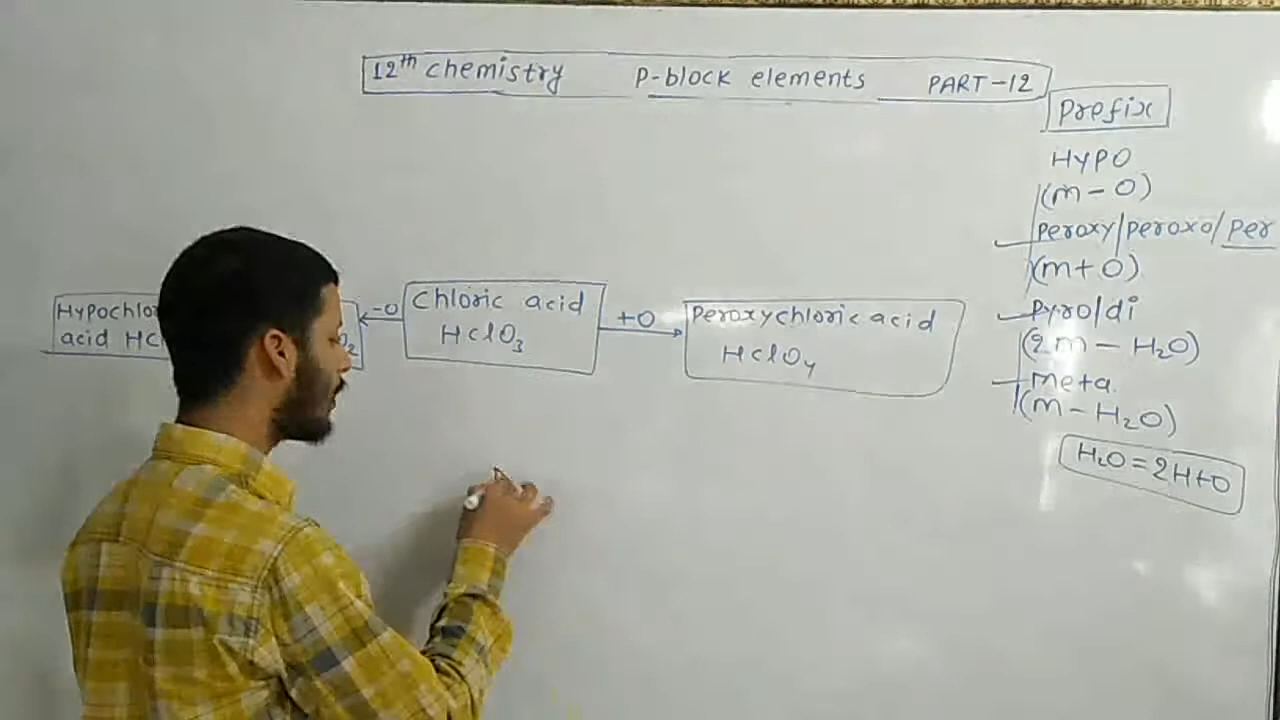 12th chemistry P-block elements PART-12
Prefix
HYPO
(m - O)
Peroxy/Peroxo/Per
(m + O)
Pyro/di
(2m - H2O)
meta
(m - H2O)
H2O = 2H+O
acid HC
O2
-O
Chloric acid
HClO3
+O
Peroxychloric acid
HClO4